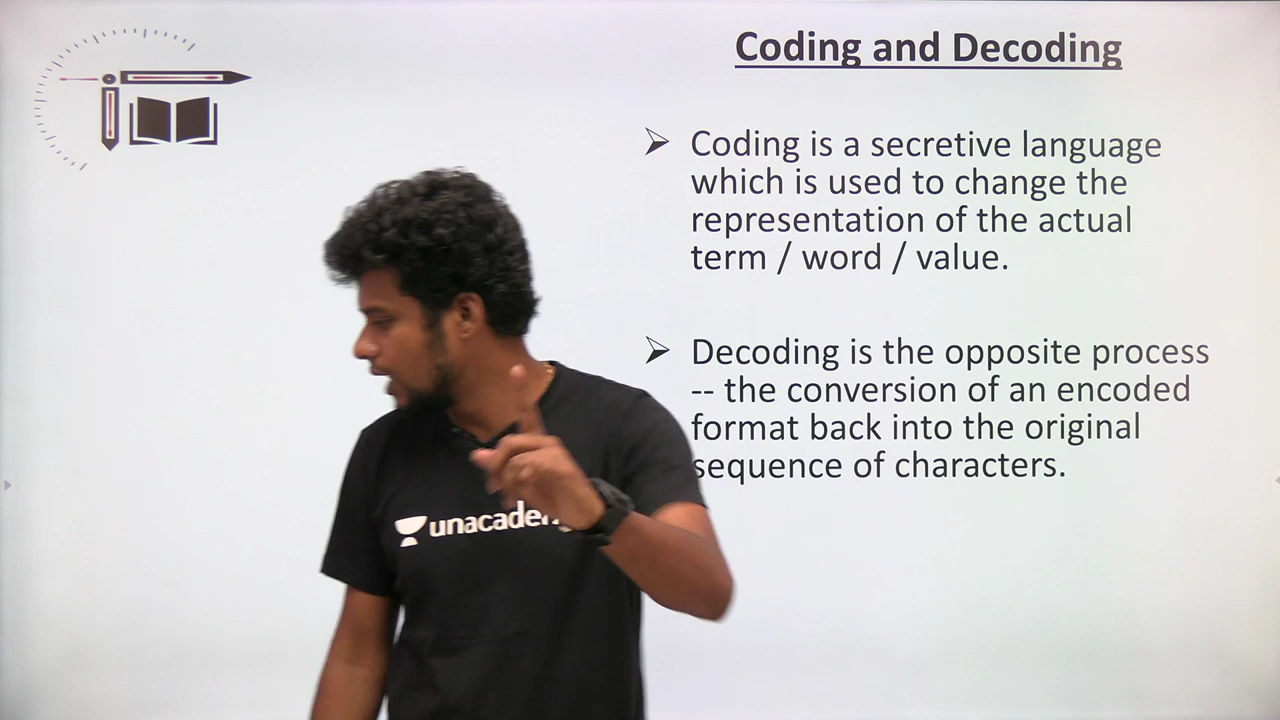 Coding and Decoding
Coding is a secretive language
which is used to change the
representation of the actual
term / word / value.
Decoding is the opposite process
-- the conversion of an encoded
format back into the original
sequence of characters.